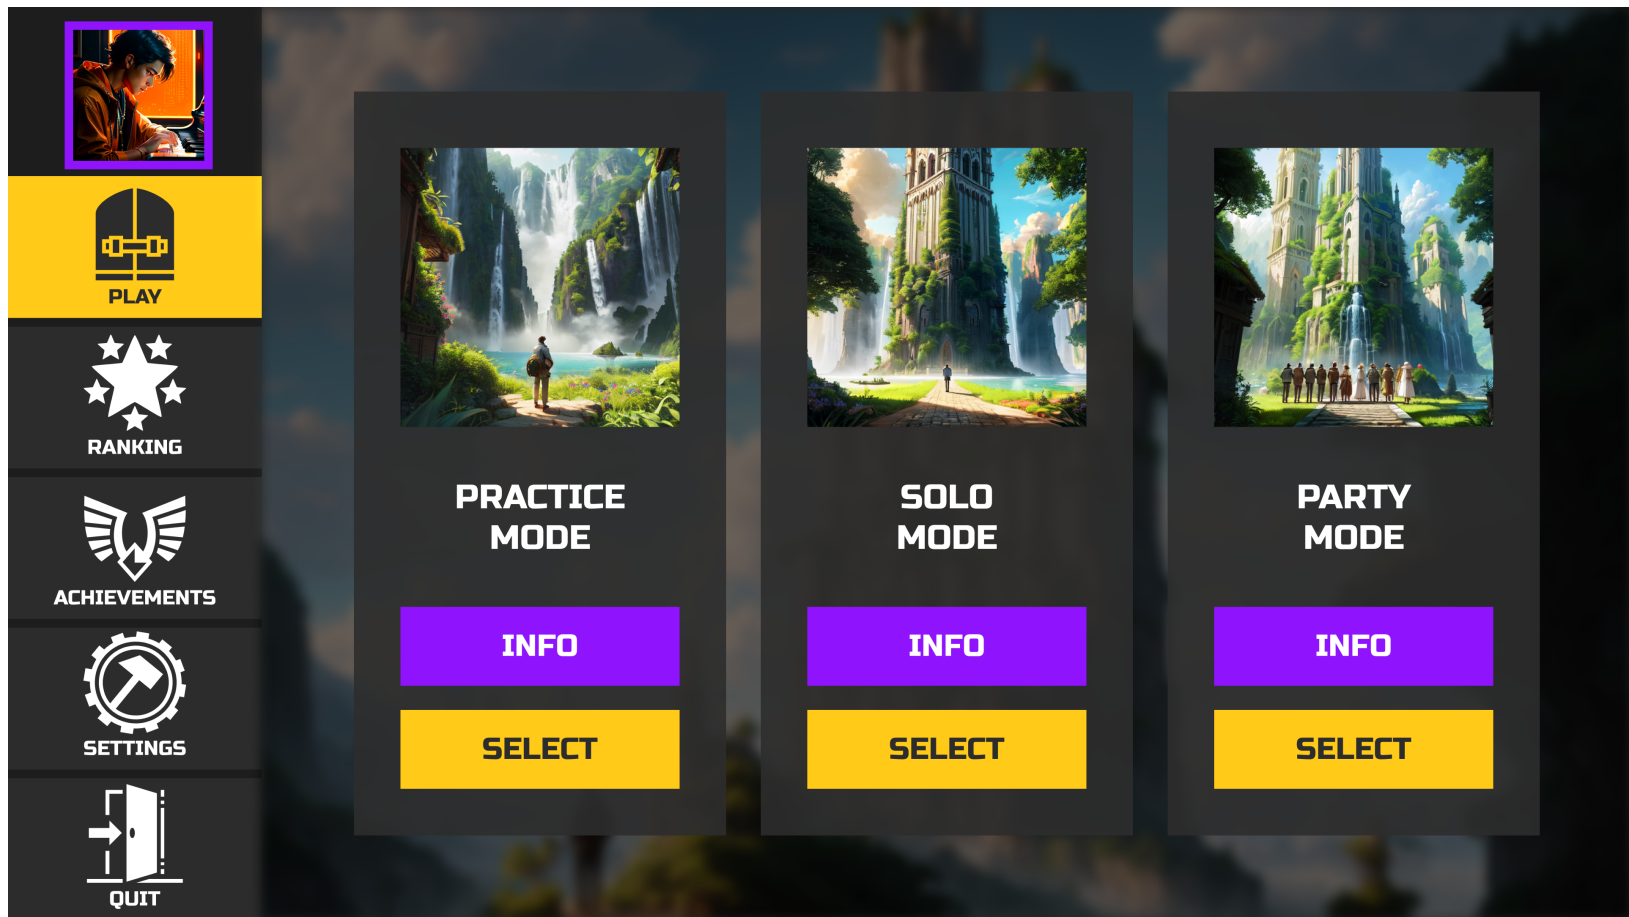 PLAY
RANKING
ACHIEVEMENTS
SETTINGS
QUIT
PRACTICE
MODE
INFO
SELECT
SOLO
MODE
INFO
SELECT
PARTY
MODE
INFO
SELECT